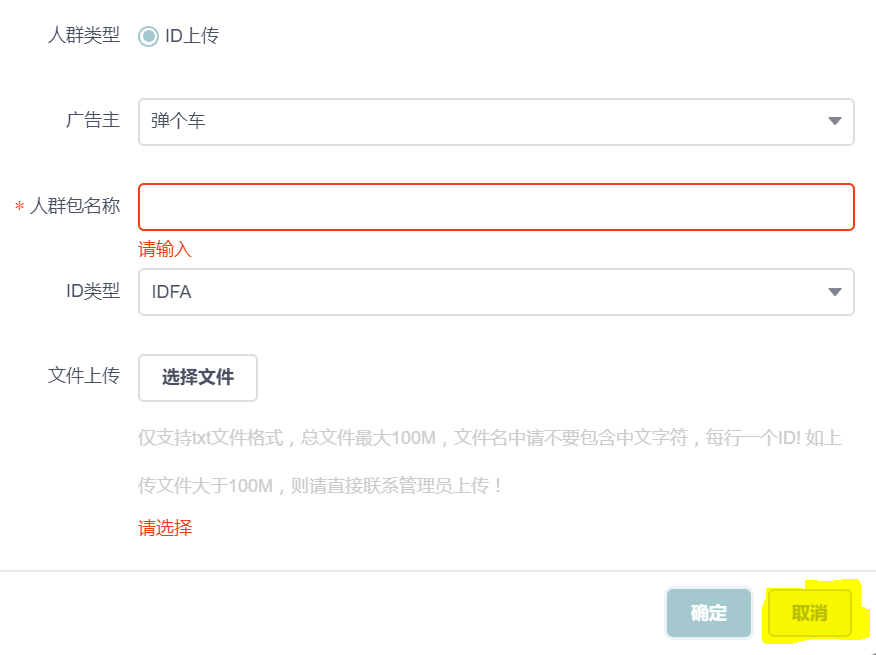 人群类型 ID上传
广告主 弹个车
* 人群包名称
请输入
ID类型 IDFA
文件上传 选择文件
仅支持txt文件格式，总文件最大100M，文件名中请不要包含中文字符，每行一个ID! 如上
传文件大于100M，则请直接联系管理员上传！
请选择
确定 取消